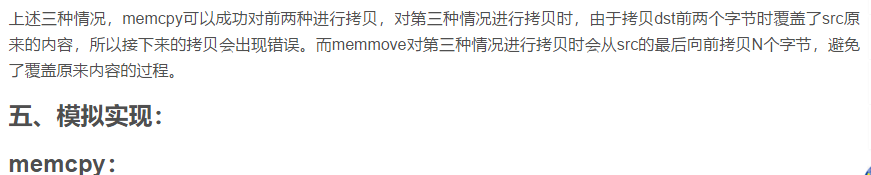 上述三种情况，memcpy可以成功对前两种进行拷贝，对第三种情况进行拷贝时，由于拷贝dst前两个字节时覆盖了src原
来的内容，所以接下来的拷贝会出现错误。而memmove对第三种情况进行拷贝时会从src的最后向前拷贝N个字节，避免
了覆盖原来内容的过程。
五、模拟实现：
memcpy：